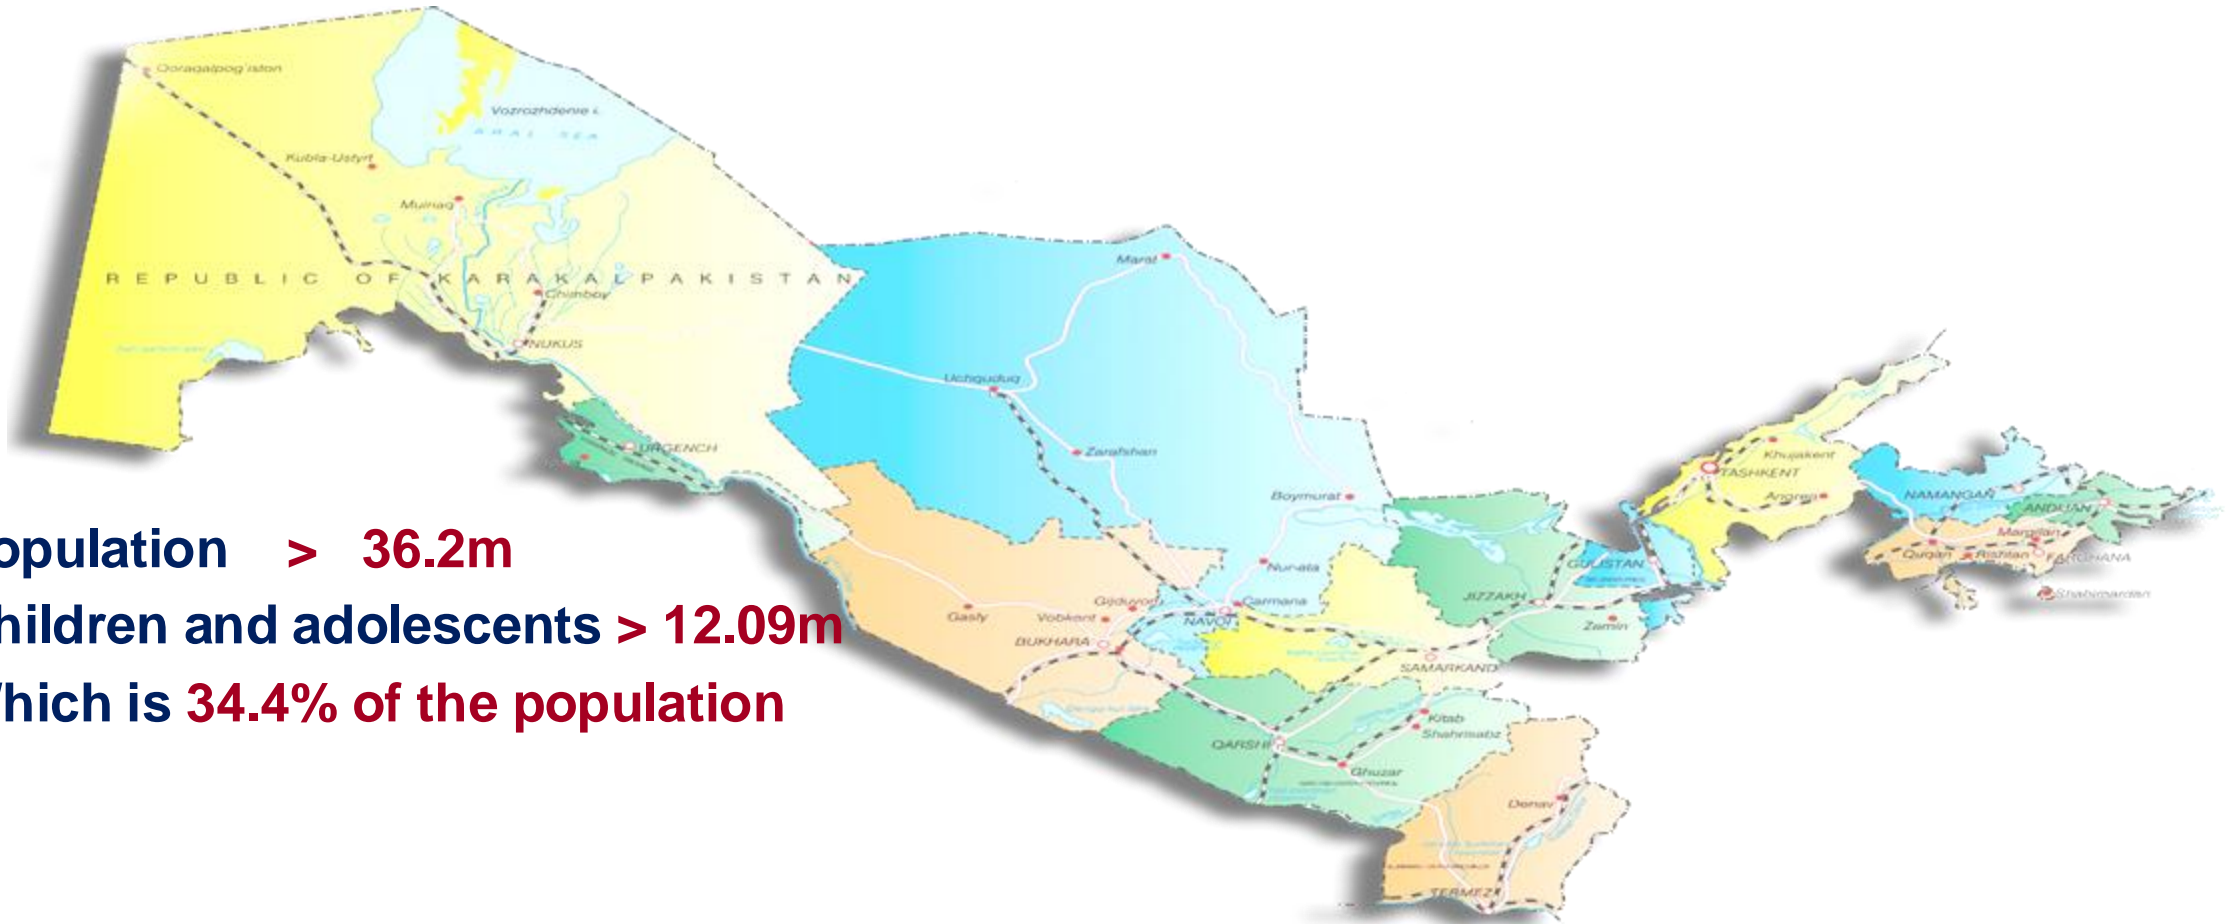 Qoraqalpog'iston
Vozrozhdenie
ARAL SEA
Kubla-Ustyrt
Muinaq
REPUBLIC OF KARAKALPAKISTAN
Chimboy
NUKUS
URGENCH
Marat
Uchquduq
Zarafshan
Boymurat
Nur-ata
Gijduvon
Carmana
Gasly
Vobkent
NAVOI
BUKHARA
Khujakent
TASHKENT
Angren
NAMANGAN
ANDIJAN
Margilan
Quqan
Rishtan
FARGHANA
Shahimardan
GULISTAN
JIZZAKH
Zamin
SAMARKAND
Kitab
Shahrisabz
QARSHI
Ghuzar
Denav
TERMEZ
opulation > 36.2m
hildren and adolescents > 12.09m
hich is 34.4% of the population